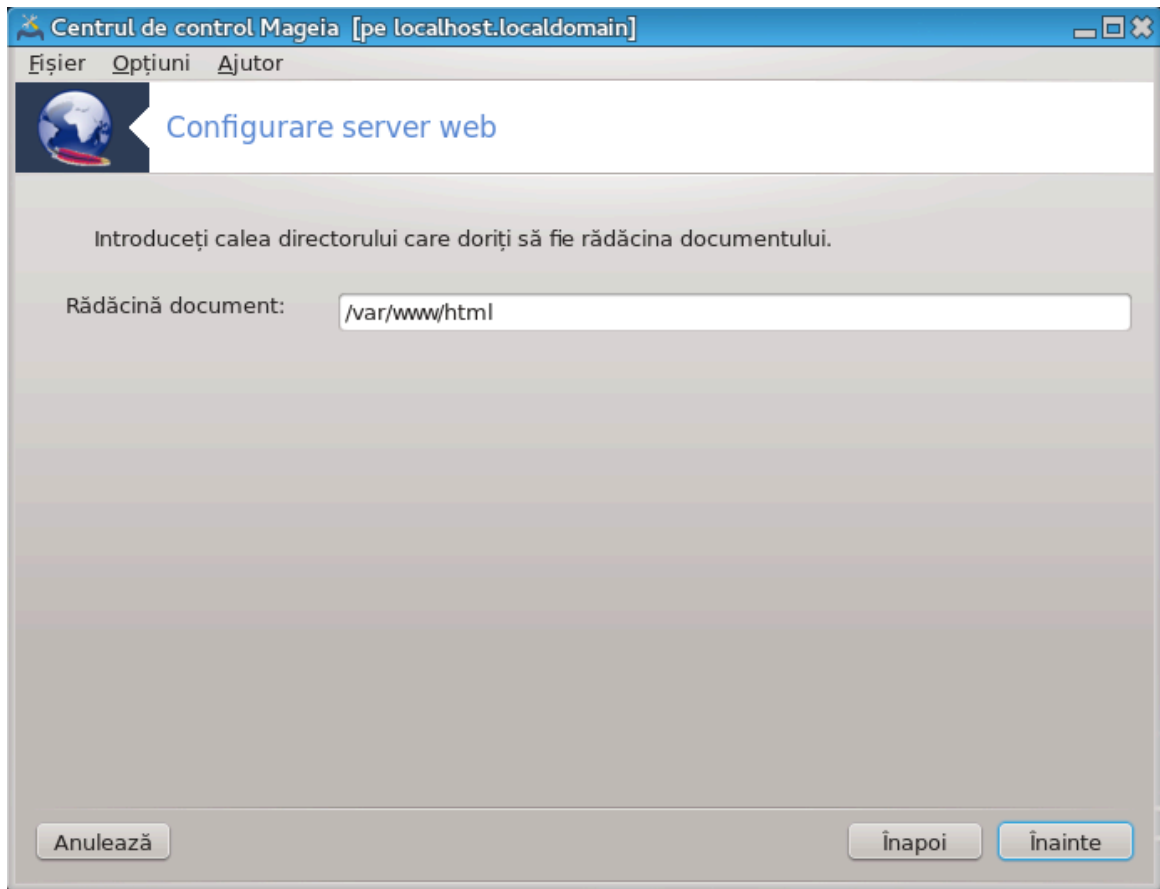 Centrul de control Mageia [pe localhost.localdomain]
Fișier Opțiuni Ajutor
Configurare server web
Introduceți calea directorului care doriți să fie rădăcina documentului.
Rădăcină document: /var/www/html
Anulează Înapoi Înainte